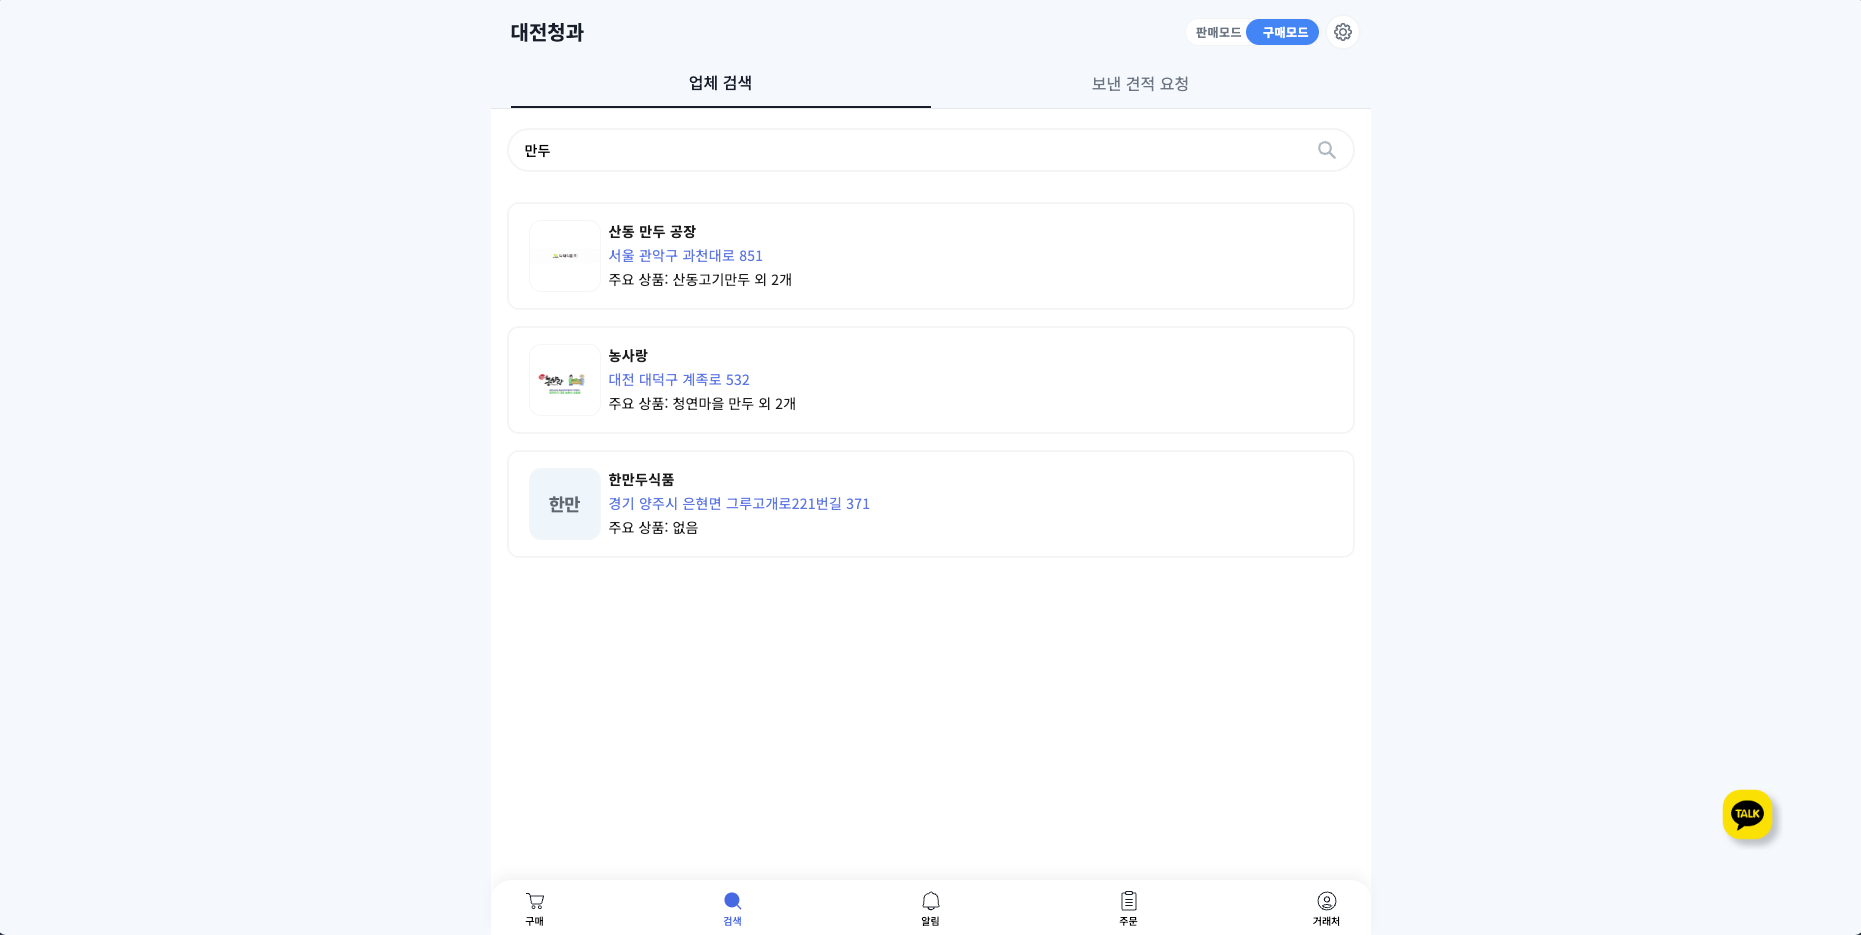 대전청과
판매모드 구매모드
업체 검색
보낸 견적 요청
만두
산동 만두 공장
서울 관악구 과천대로 851
주요 상품: 산동고기만두 외 2개
농사랑
대전 대덕구 계족로 532
주요 상품: 청연마을 만두 외 2개
한만
한만두식품
경기 양주시 은현면 그루고개로221번길 371
주요 상품: 없음
TALK
구매
검색
알림
주문
거래처